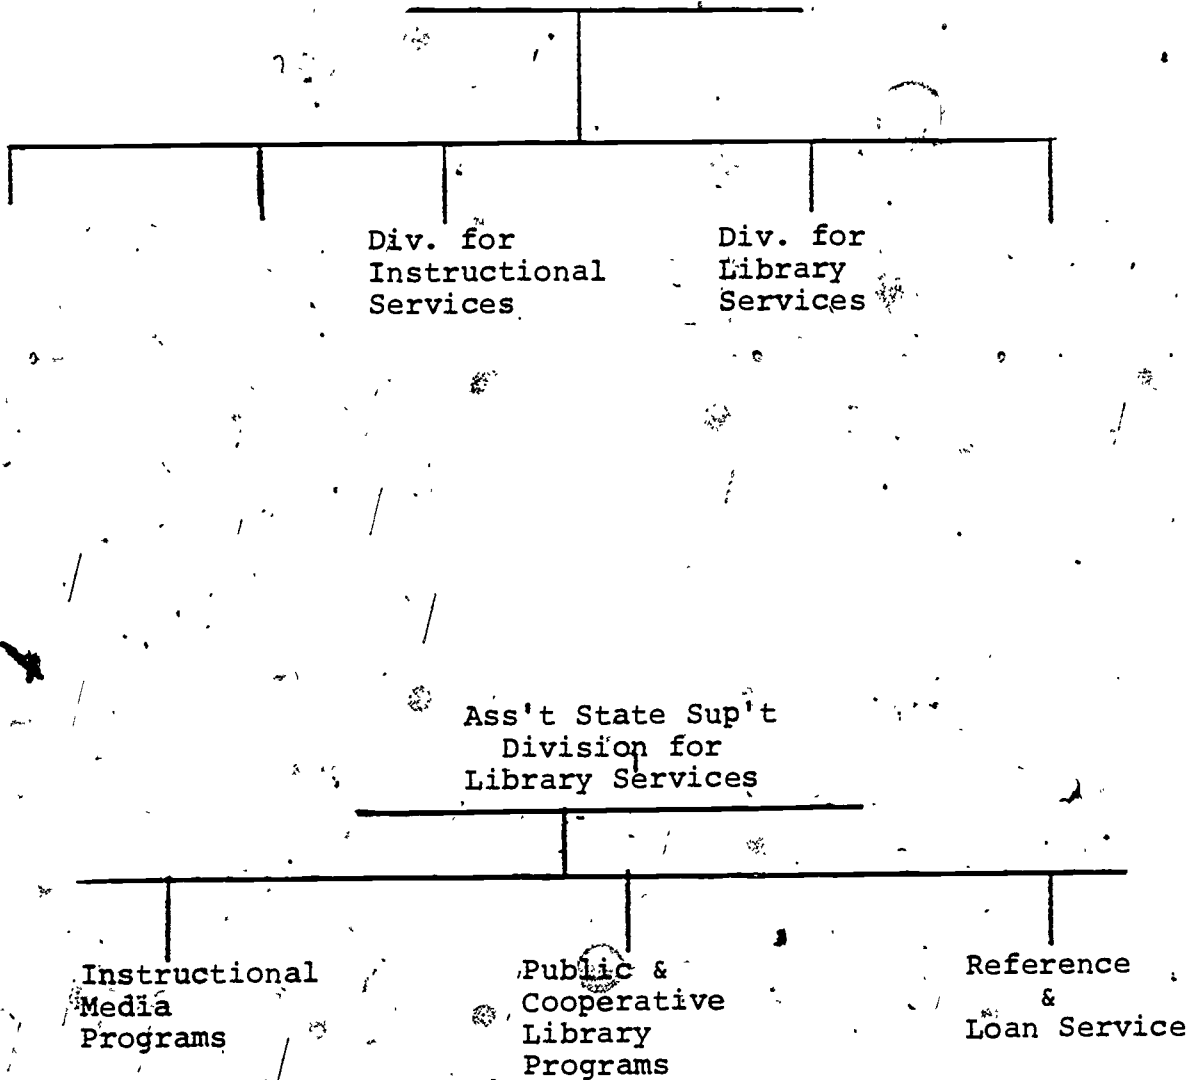 Div. for
Instructional
Services
Div. for
Library
Services
Ass't State Sup't
Division for
Library Services
Instructional
Media
Programs
Public &
Cooperative
Library
Programs
Reference
&
Loan Service